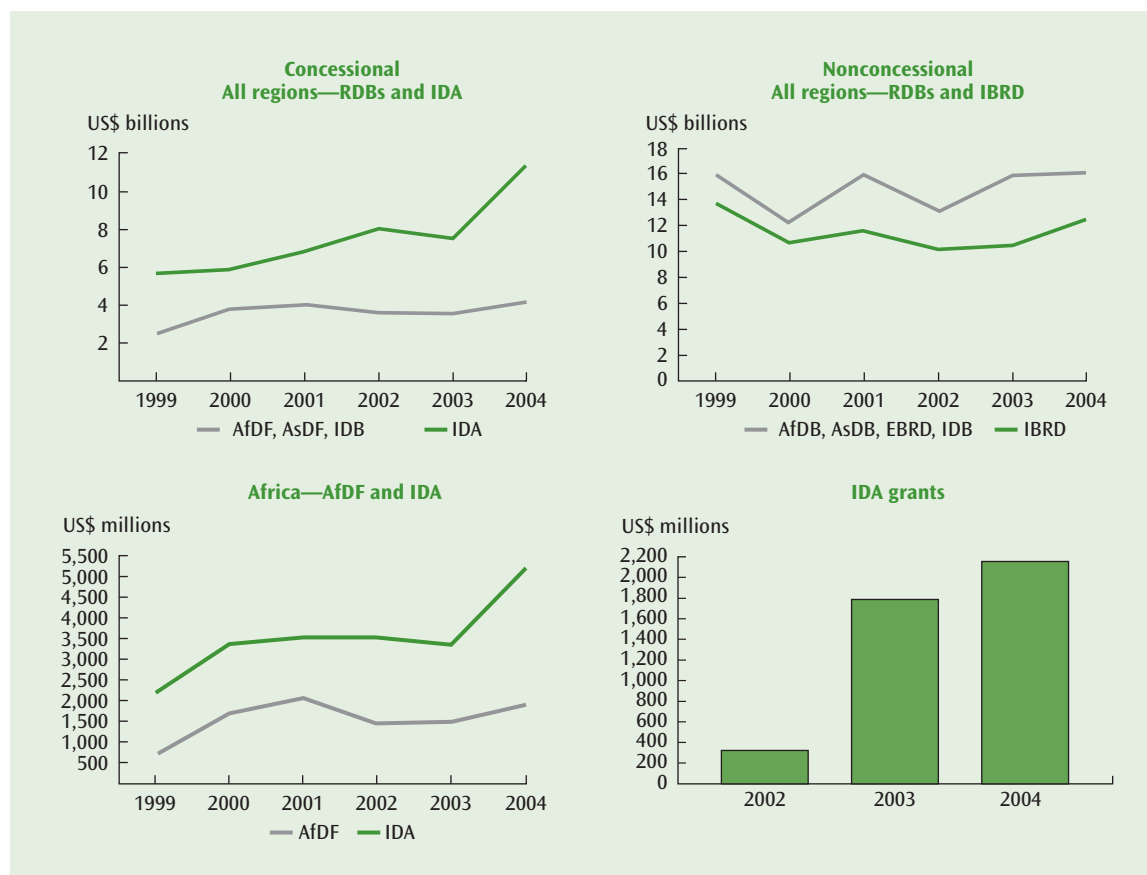 Concessional
All regions—RDBs and IDA
US$ billions
12
10
8
6
4
2
1999 2000 2001 2002 2003 2004
AfDF, AsDF, IDB IDA
Nonconcessional
All regions—RDBs and IBRD
US$ billions
18
16
14
12
10
8
6
4
2
0
1999 2000 2001 2002 2003 2004
AfDB, AsDB, EBRD, IDB IBRD
Africa—AfDF and IDA
US$ millions
5,500
5,000
4,500
4,000
3,500
3,000
2,500
2,000
1,500
1,000
500
1999 2000 2001 2002 2003 2004
AfDF IDA
IDA grants
US$ millions
2,200
2,000
1,800
1,600
1,400
1,200
1,000
800
600
400
200
0
2002 2003 2004